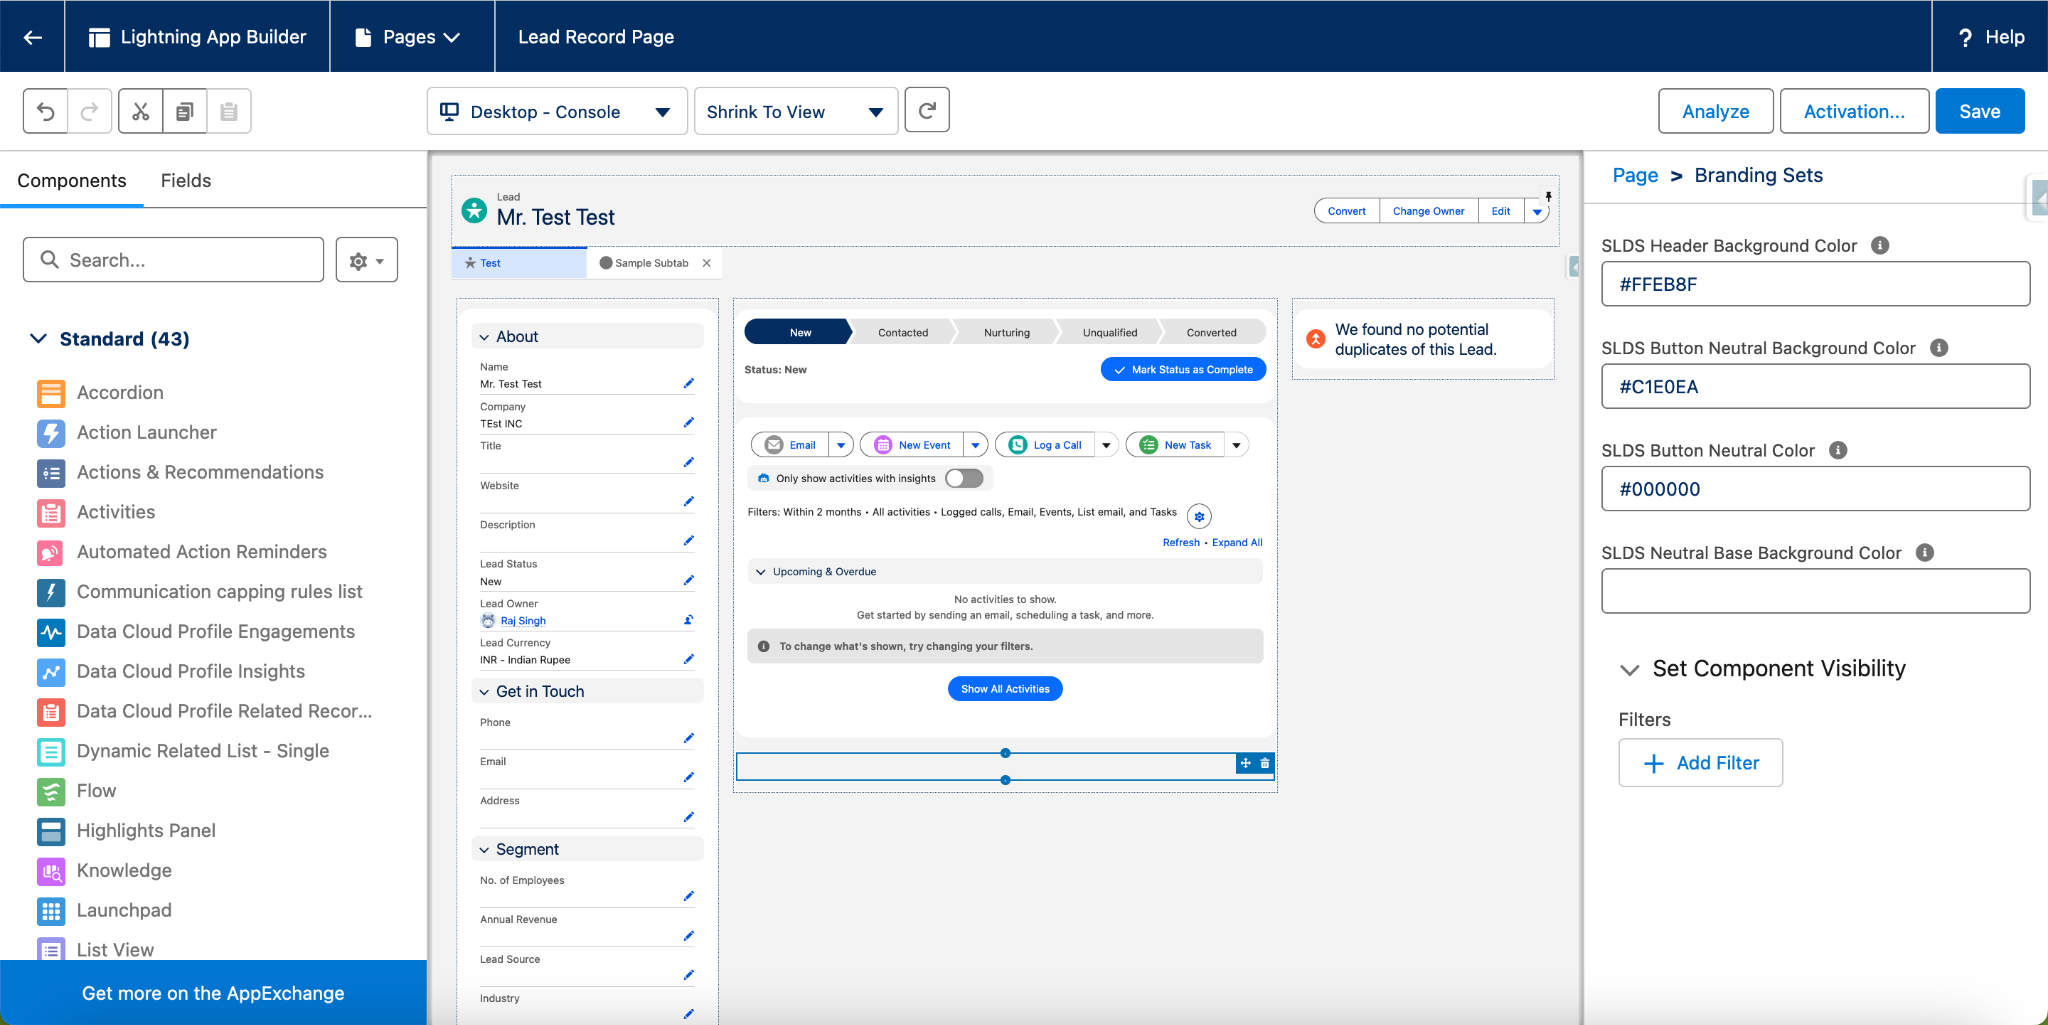 Lightning App Builder
Pages
Lead Record Page
? Help
Desktop - Console
Shrink To View
Analyze
Activation...
Save
Components
Fields
Search...
Standard (43)
Accordion
Action Launcher
Actions & Recommendations
Activities
Automated Action Reminders
Communication capping rules list
Data Cloud Profile Engagements
Data Cloud Profile Insights
Data Cloud Profile Related Recor...
Dynamic Related List - Single
Flow
Highlights Panel
Knowledge
Launchpad
List View
Get more on the AppExchange
Lead
Mr. Test Test
Convert
Change Owner
Edit
Test
Sample Subtab
About
Name
Mr. Test Test
Company
TEst INC
Title
Website
Description
Lead Status
New
Lead Owner
Raj Singh
Lead Currency
INR - Indian Rupee
Get in Touch
Phone
Email
Address
Segment
No. of Employees
Annual Revenue
Lead Source
Industry
New
Contacted
Nurturing
Unqualified
Converted
Status: New
Mark Status as Complete
Email
New Event
Log a Call
New Task
Only show activities with insights
Filters: Within 2 months • All activities • Logged calls, Email, Events, List email, and Tasks
Refresh • Expand All
Upcoming & Overdue
No activities to show.
Get started by sending an email, scheduling a task, and more.
To change what's shown, try changing your filters.
Show All Activities
We found no potential
duplicates of this Lead.
Page > Branding Sets
SLDS Header Background Color
#FFEB8F
SLDS Button Neutral Background Color
#C1E0EA
SLDS Button Neutral Color
#000000
SLDS Neutral Base Background Color
Set Component Visibility
Filters
Add Filter